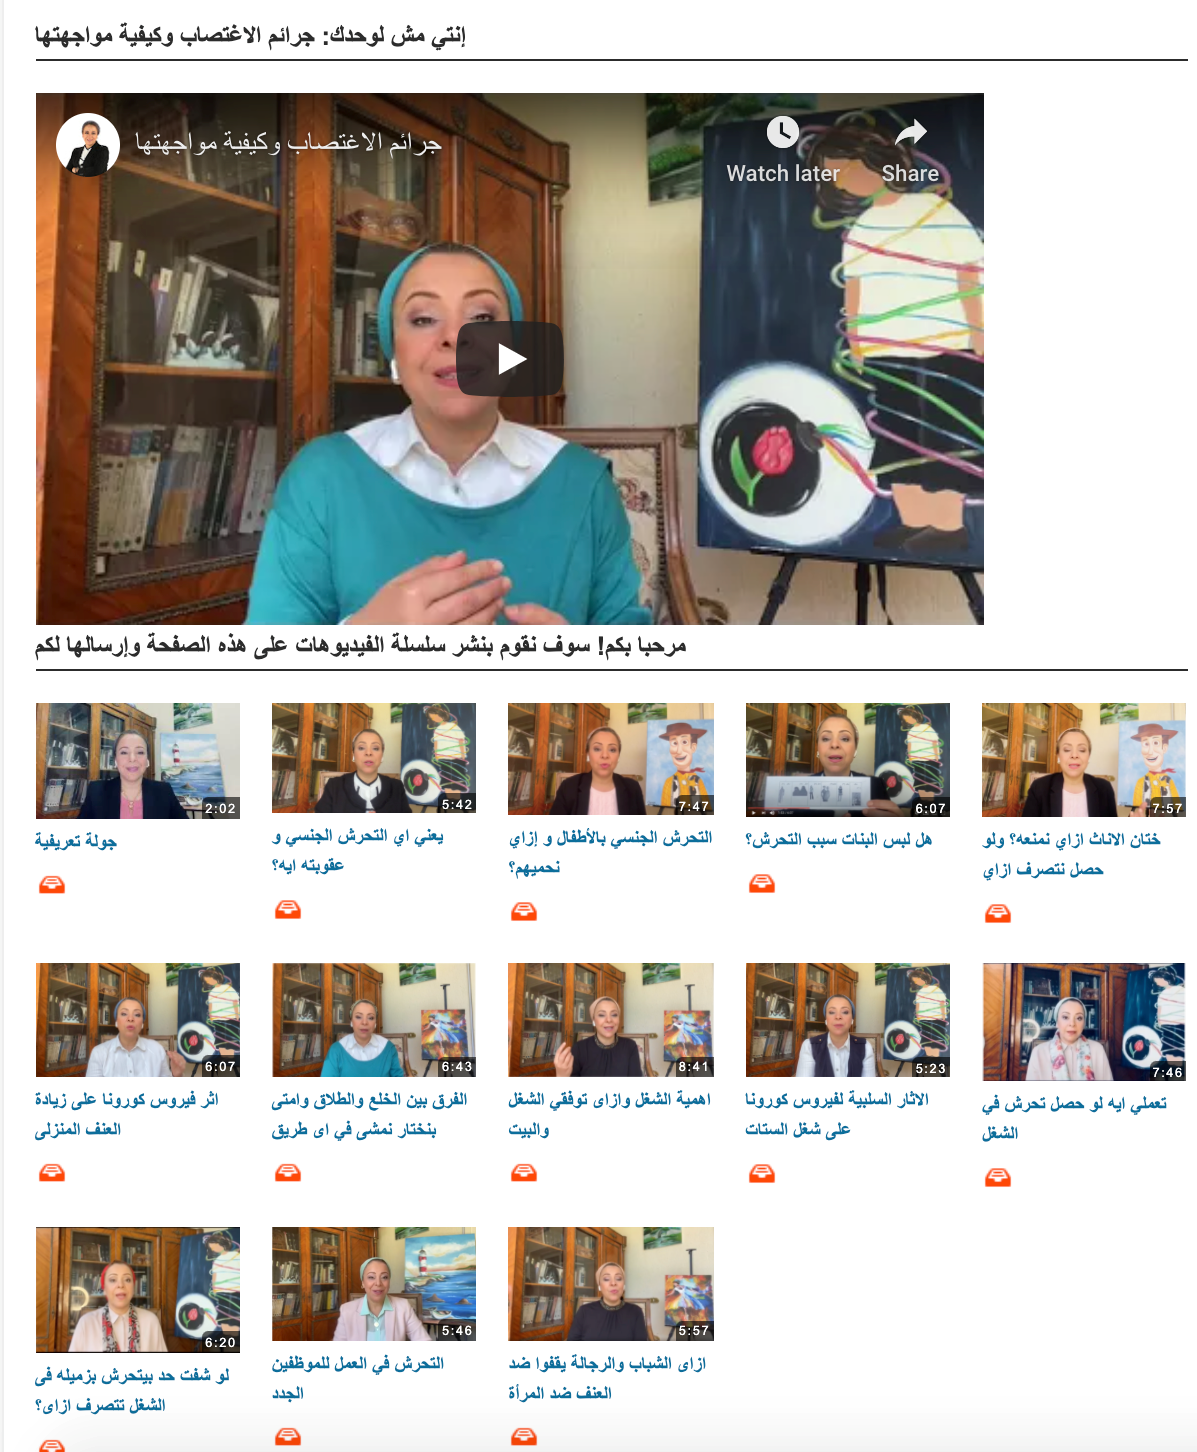 إنتي مش لوحدك: جرائم الاغتصاب وكيفية مواجهتها
جرائم الاغتصاب وكيفية مواجهتها
Watch later
Share
مرحبا بكم! سوف نقوم بنشر سلسلة الفيديوهات على هذه الصفحة وإرسالها لكم
2:02
جولة تعريفية
5:42
يعني اي التحرش الجنسي و
عقوبته ايه؟
7:47
التحرش الجنسي بالأطفال و إزاي
نحميهم؟
6:07
هل لبس البنات سبب التحرش؟
7:57
ختان الاناث ازاي نمنعه؟ ولو
حصل نتصرف ازاي
6:07
اثر فيروس كورونا على زيادة
العنف المنزلى
6:43
الفرق بين الخلع والطلاق وامتى
بنختار نمشى في اى طريق
8:41
اهمية الشغل وازاى توفقي الشغل
والبيت
5:23
الاثار السلبية لفيروس كورونا
على شغل الستات
7:46
تعملي ايه لو حصل تحرش في
الشغل
6:20
لو شفت حد بيتحرش بزميله فى
الشغل تتصرف ازاى؟
5:46
التحرش في العمل للموظفين
الجدد
5:57
ازاى الشباب والرجالة يقفوا ضد
العنف ضد المرأة